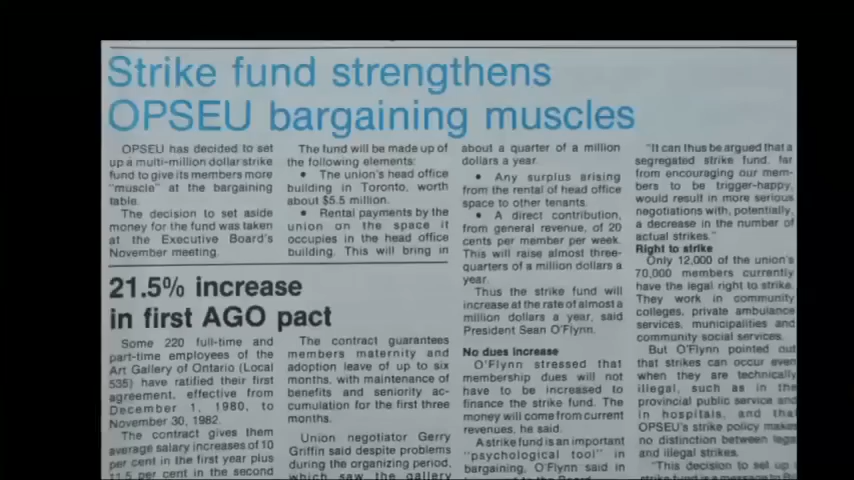 Strike fund strengthens
OPSEU bargaining muscles
OPSEU has decided to set
up a multi-million dollar strike
fund to give its members more
"muscle" at the bargaining
table.
The decision to set aside
money for the fund was taken
at the Executive Board's
November meeting.
The fund will be made up of
the following elements:
• The union's head office
building in Toronto, worth
about $5.5 million.
• Rental payments by the
union on the space it
occupies in the head office
building. This will bring in
about a quarter of a million
dollars a year.
• Any surplus arising
from the rental of head office
space to other tenants.
• A direct contribution,
from general revenue, of 20
cents per member per week.
This will raise almost three-
quarters of a million dollars a
year.
Thus the strike fund will
increase at the rate of almost a
million dollars a year, said
President Sean O'Flynn.
No dues increase
O'Flynn stressed that
membership dues will not
have to be increased to
finance the strike fund. The
money will come from current
revenues, he said.
A strike fund is an important
"psychological tool" in
bargaining, O'Flynn said in
"It can thus be argued that a
segregated strike fund, far
from encouraging our mem-
bers to be trigger-happy,
would result in more serious
negotiations with, potentially,
a decrease in the number of
actual strikes."
Right to strike
Only 12,000 of the union's
70,000 members currently
have the legal right to strike.
They work in community
colleges, private ambulance
services, municipalities and
community social services.
But O'Flynn pointed out
that strikes can occur even
when they are technically
illegal, such as in the
provincial public service and
in hospitals, and that
OPSEU's strike policy makes
no distinction between legal
and illegal strikes.
"This decision to set up
21.5% increase
in first AGO pact
Some 220 full-time and
part-time employees of the
Art Gallery of Ontario (Local
535) have ratified their first
agreement, effective from
December 1, 1980, to
November 30, 1982.
The contract gives them
average salary increases of 10
per cent in the first year plus
11.5 per cent in the second
The contract guarantees
members maternity and
adoption leave of up to six
months, with maintenance of
benefits and seniority ac-
cumulation for the first three
months.
Union negotiator Gerry
Griffin said despite problems
during the organizing period,
which saw the gallery